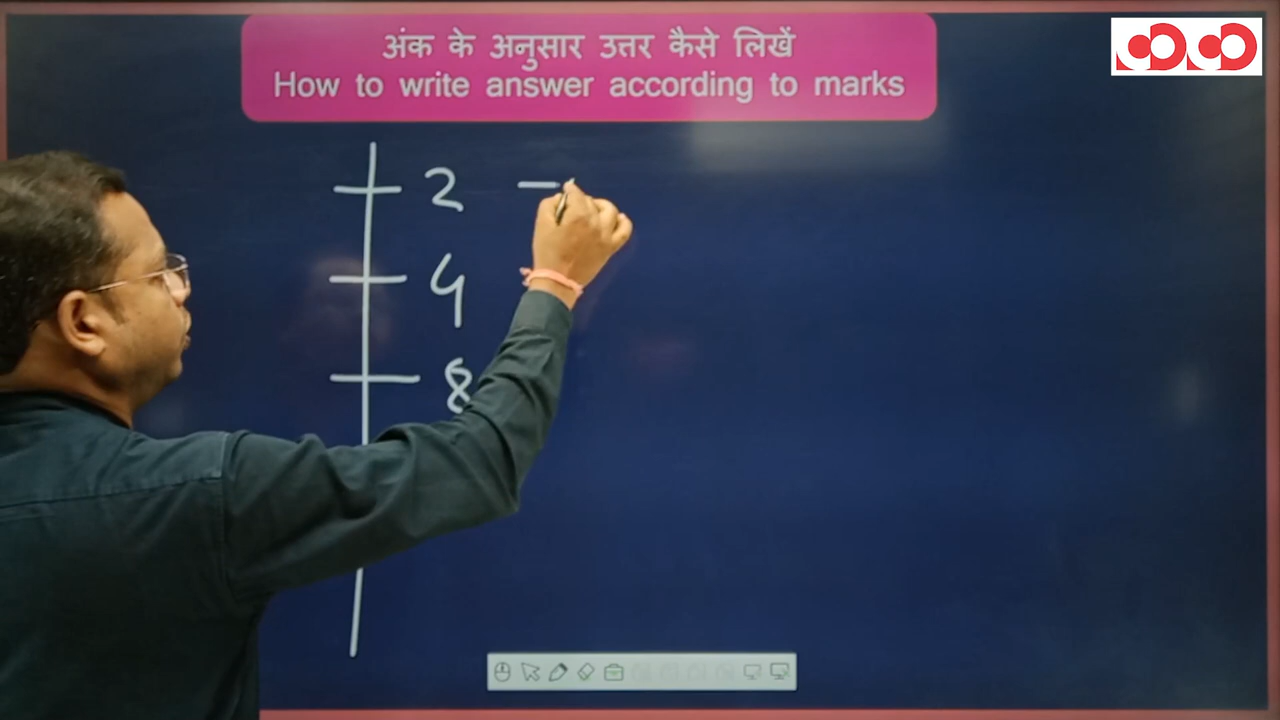 अंक के अनुसार उत्तर कैसे लिखें
How to write answer according to marks
2 —
4
8